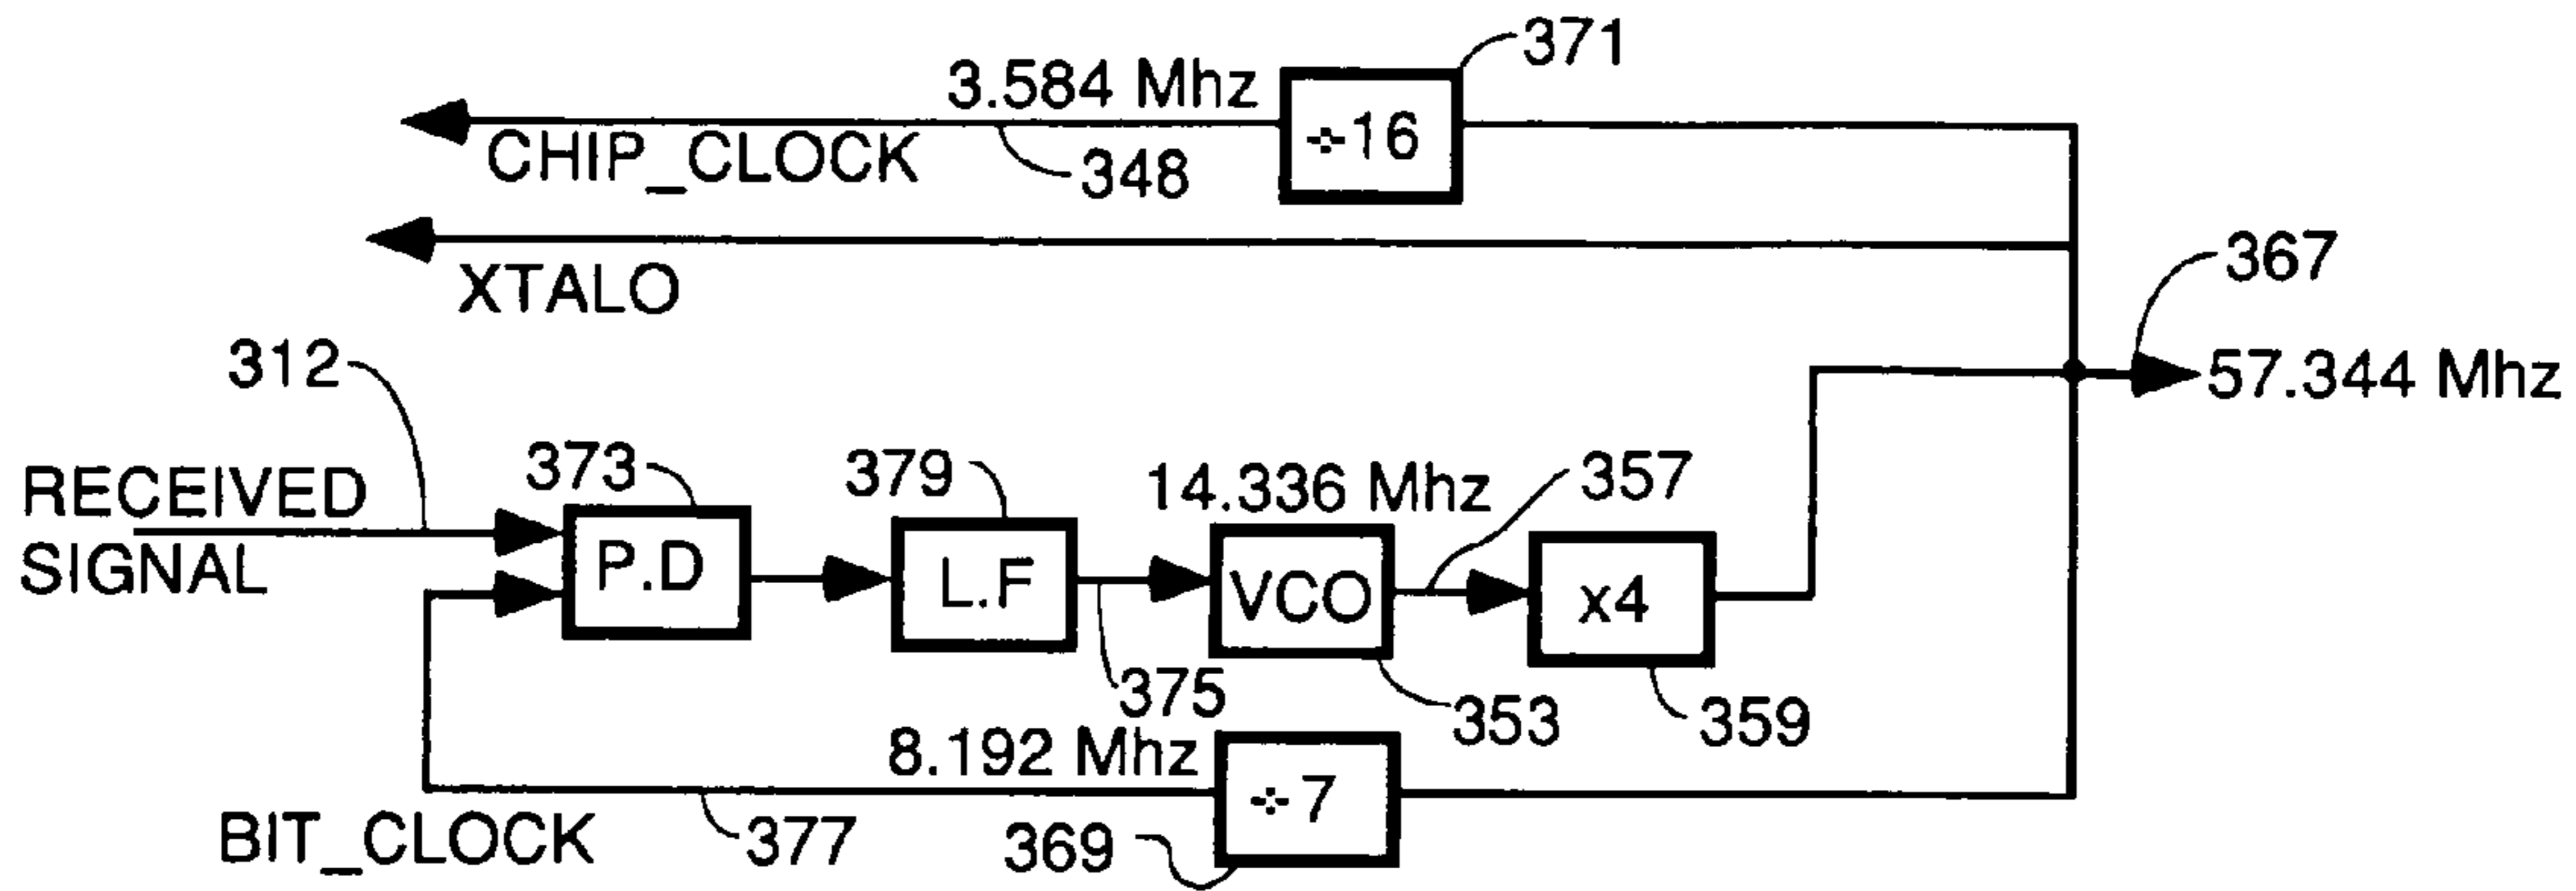 371
3.584 Mhz
÷16
CHIP_CLOCK
348
XTALO
367
312
57.344 Mhz
RECEIVED
SIGNAL
373
P.D
379
L.F
375
14.336 Mhz
VCO
357
353
x4
359
8.192 Mhz
÷7
BIT_CLOCK
377
369